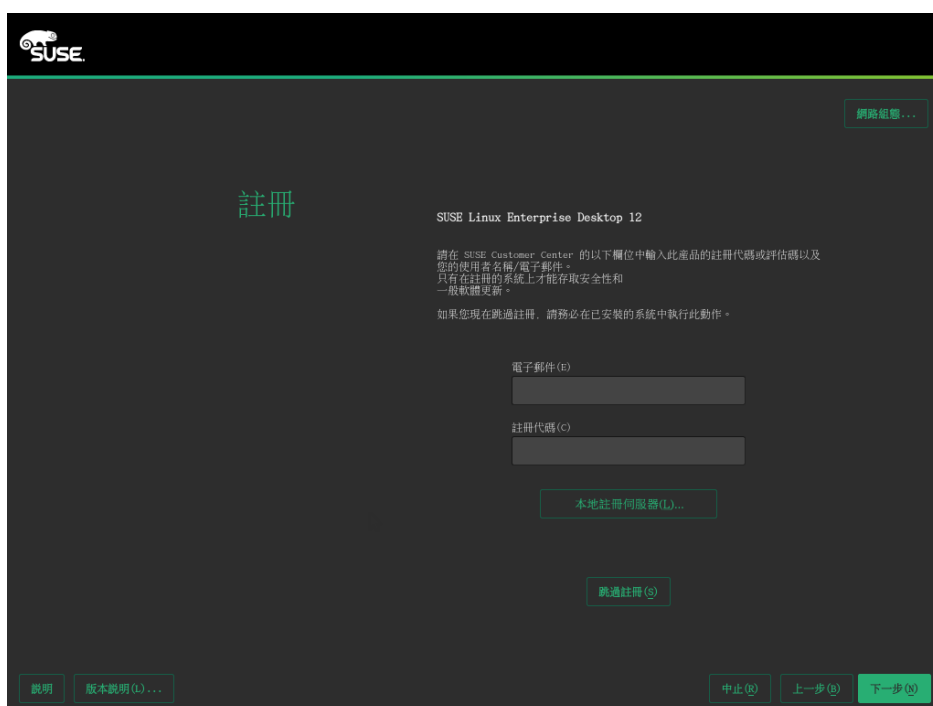 SUSE.
網路組態...
註冊
SUSE Linux Enterprise Desktop 12
請在 SUSE Customer Center 的以下欄位中輸入此產品的註冊代碼或評估碼以及
您的使用者名稱/電子郵件。
只有在註冊的系統上才能存取安全性和
一般軟體更新。
如果您現在跳過註冊, 請務必在已安裝的系統中執行此動作。
電子郵件(E)
註冊代碼(C)
本地註冊伺服器(L)...
跳過註冊(S)
說明 版本說明(L)... 中止(R) 上一步(B) 下一步(N)